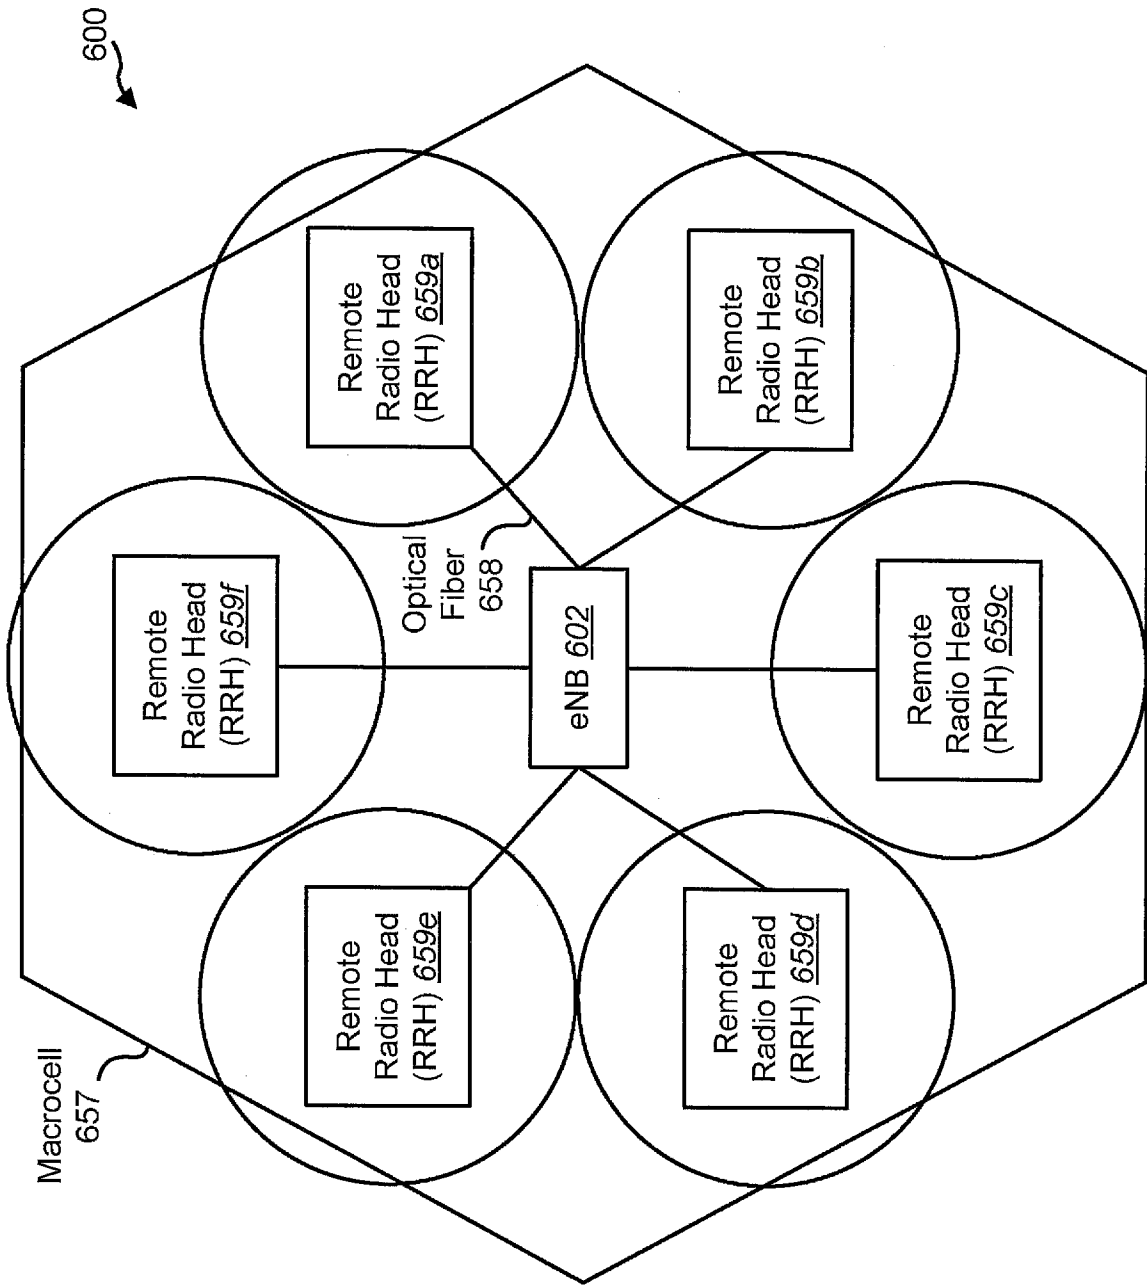 600
Macrocell
657
Remote
Radio Head
(RRH) 659f
Remote
Radio Head
(RRH) 659e
Remote
Radio Head
(RRH) 659a
Optical
Fiber
658
eNB 602
Remote
Radio Head
(RRH) 659d
Remote
Radio Head
(RRH) 659b
Remote
Radio Head
(RRH) 659c